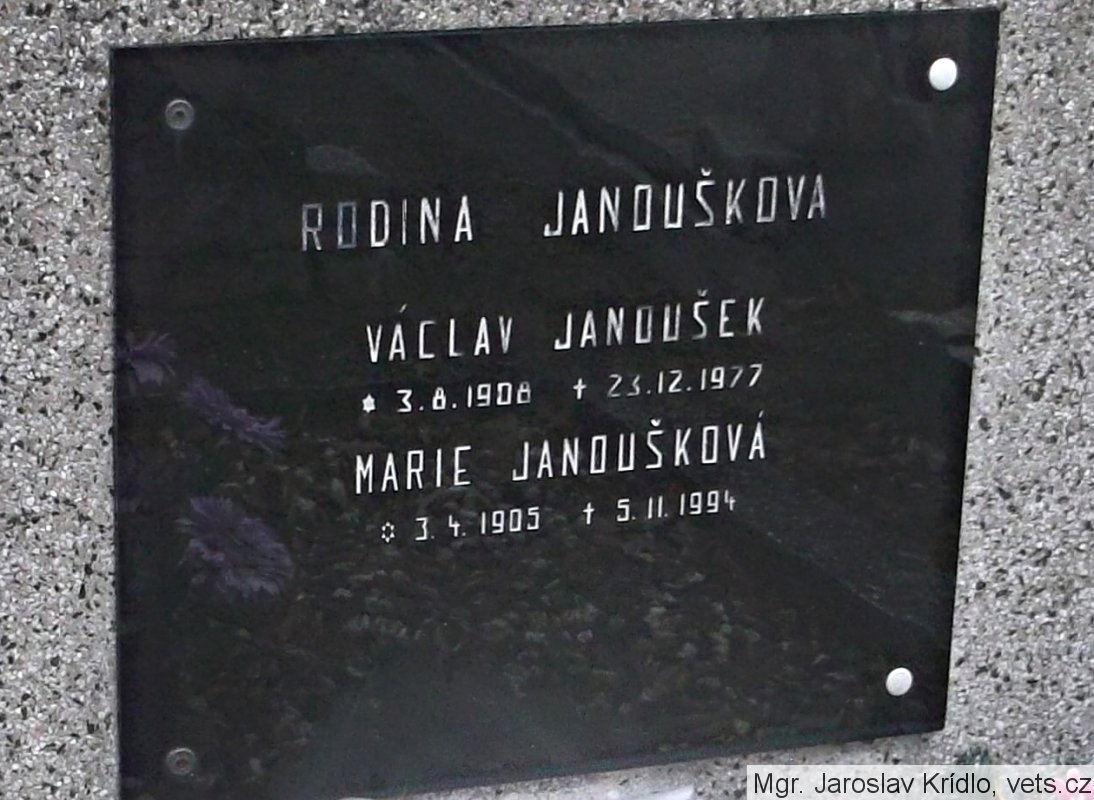 RODINA JANOUŠKOVA
VÁCLAV JANOUŠEK
* 3.8.1908 † 23.12.1977
MARIE JANOUŠKOVÁ
* 3.4.1905 † 5.11.1994
Mgr. Jaroslav Krídlo, vets.cz